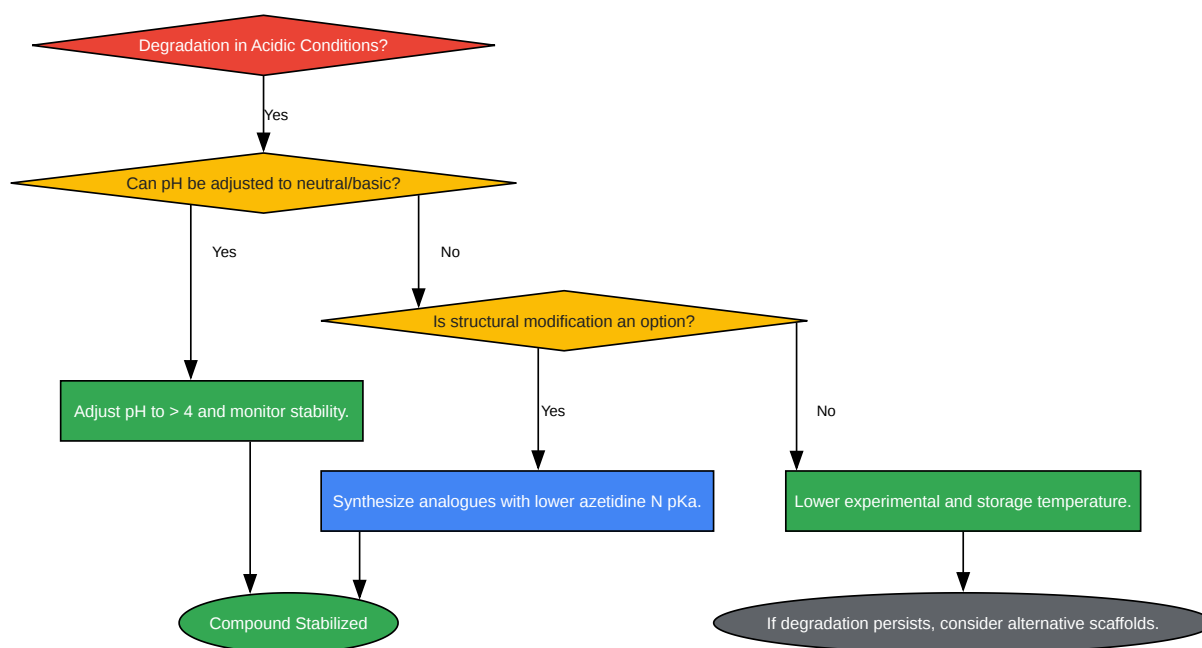 Degradation in Acidic Conditions?
Yes
Can pH be adjusted to neutral/basic?
Yes
No
Is structural modification an option?
Adjust pH to > 4 and monitor stability.
Yes
No
Synthesize analogues with lower azetidine N pKa.
Lower experimental and storage temperature.
Compound Stabilized
If degradation persists, consider alternative scaffolds.